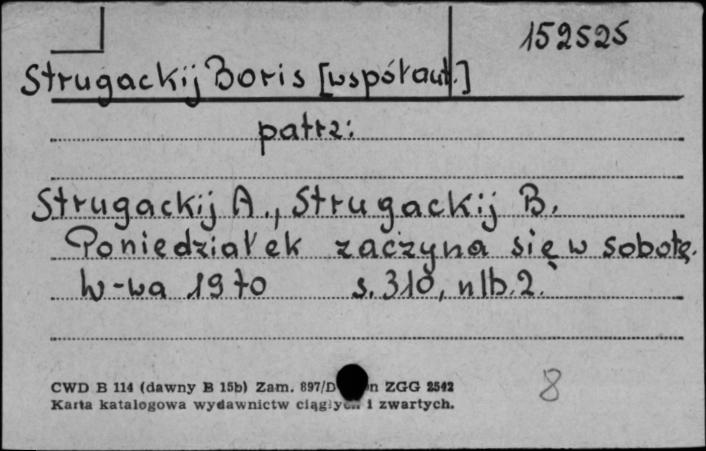 152525
Strugackij Boris [współaut.]
patrz:
Strugackij A., Strugackij B.
Poniedziałek zaczyna się w sobotę.
W-wa 1970 s. 310, nlb. 2.
8
CWD B 114 (dawny B 15b) Zam. 897/D n ZGG 2542
Karta katalogowa wydawnictw ciągłych i zwartych.